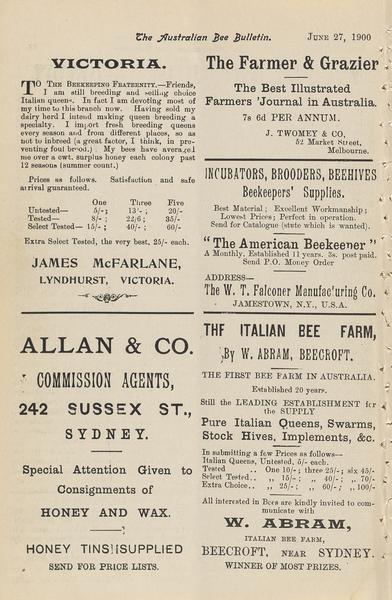 The Australian Bee Bulletin. JUNE 27, 1900
VICTORIA.
TO THE BEEKEEPING FRATERNITY.—Friends,
I am still breeding and selling choice
Italian queens. In fact I am devoting most of
my time to this branch now. Having sold my
dairy herd I intend making queen breeding a
specialty. I import fresh breeding queens
every season and from different places, so as
not to inbreed (a great factor, I think, in pre-
venting foul brood.) My bees have averaged
me over a cwt. surplus honey each colony past
12 seasons (summer count.)
Prices as follows. Satisfaction and safe
arrival guaranteed.
One Three Five
Untested— 5/-; 13/-; 20/-
Tested— 8/-; 22/6; 35/-
Select Tested— 15/-; 40/-; 60/-
Extra Select Tested, the very best, 25/- each.
JAMES McFARLANE,
LYNDHURST, VICTORIA.
ALLAN & CO.
COMMISSION AGENTS,
242 SUSSEX ST.,
SYDNEY.
Special Attention Given to
Consignments of
HONEY AND WAX.
HONEY TINS SUPPLIED
SEND FOR PRICE LISTS.
The Farmer & Grazier
The Best Illustrated
Farmers 'Journal in Australia.
7s 6d PER ANNUM.
J. TWOMEY & CO,
52 Market Street,
Melbourne.
INCUBATORS, BROODERS, BEEHIVES
Beekeepers' Supplies.
Best Material; Excellent Workmanship;
Lowest Prices; Perfect in operation.
Send for Catalogue (state which is wanted).
"The American Beekeener"
A Monthly. Established 11 years. 3s. post paid.
Send P.O. Money Order
ADDRESS—
The W. T. Falconer Manufac'uring Co.
JAMESTOWN, N.Y., U.S.A.
THE ITALIAN BEE FARM,
By W. ABRAM, BEECROFT.
THE FIRST BEE FARM IN AUSTRALIA.
Established 20 years.
Still the LEADING ESTABLISHMENT for
the SUPPLY
Pure Italian Queens, Swarms,
Stock Hives, Implements, &c.
In submitting a few Prices as follows—
Italian Queens, Untested, 5/- each.
Tested .. One 10/-; three 25/-; six 45/-
Select Tested .. ,, 15/-; ,, 40/-; ,, 70/-
Extra Choice .. ,, 25/-; ,, 60/-; ,, 100/-
All interested in Bees are kindly invited to com-
municate with
W. ABRAM,
ITALIAN BEE FARM,
BEECROFT, NEAR SYDNEY.
WINNER OF MOST PRIZES.